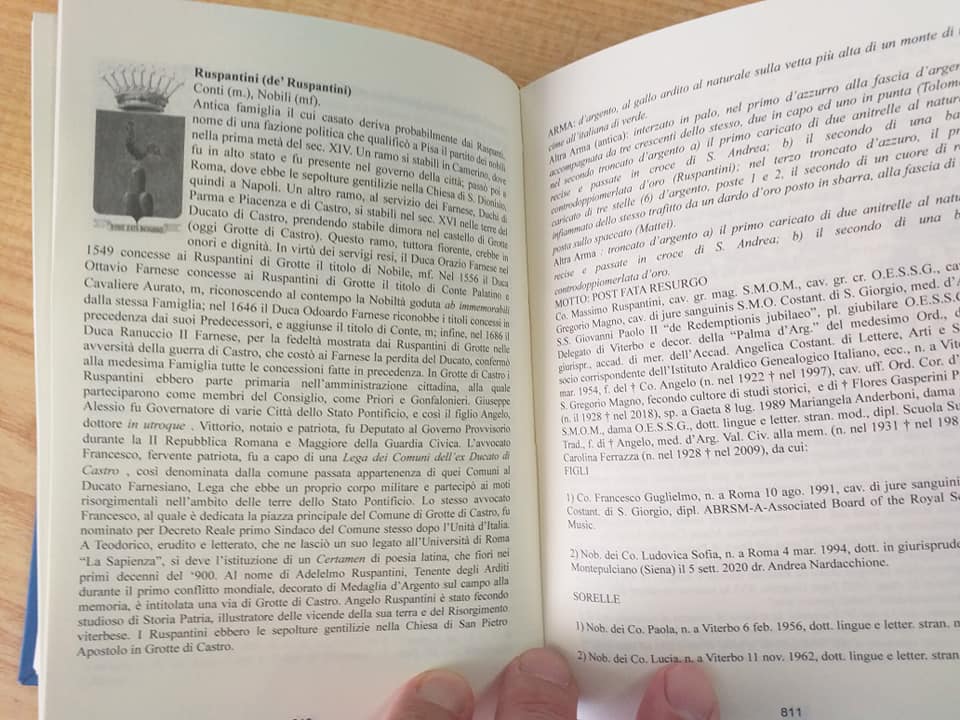 Ruspantini (de' Ruspantini)
Conti (m.), Nobili (mf).
Antica famiglia il cui casato deriva probabilmente dai Raspanti,
nome di una fazione politica che qualificò a Pisa il partito dei nobili
nella prima metà del sec. XIV. Un ramo si stabilì in Camerino, dove
fu in alto stato e fu presente nel governo della città; passò poi a
Roma, dove ebbe le sepolture gentilizie nella Chiesa di S. Dionisio,
quindi a Napoli. Un altro ramo, al servizio dei Farnese, Duchi di
Parma e Piacenza e di Castro, si stabilì nel sec. XVI nelle terre del
Ducato di Castro, prendendo stabile dimora nel castello di Grotte
(oggi Grotte di Castro). Questo ramo, tuttora fiorente, crebbe in
onori e dignità. In virtù dei servigi resi, il Duca Orazio Farnese nel
1549 concesse ai Ruspantini di Grotte il titolo di Nobile, mf. Nel 1556 il Duca
Ottavio Farnese concesse ai Ruspantini di Grotte il titolo di Conte Palatino e
Cavaliere Aurato, m, riconoscendo al contempo la Nobiltà goduta ab immemorabili
dalla stessa Famiglia; nel 1646 il Duca Odoardo Farnese riconobbe i titoli concessi in
precedenza dai suoi Predecessori, e aggiunse il titolo di Conte, m; infine, nel 1686 il
Duca Ranuccio II Farnese, per la fedeltà mostrata dai Ruspantini di Grotte nelle
avversità della guerra di Castro, che costò ai Farnese la perdita del Ducato, confermò
alla medesima Famiglia tutte le concessioni fatte in precedenza. In Grotte di Castro i
Ruspantini ebbero parte primaria nell'amministrazione cittadina, alla quale
parteciparono come membri del Consiglio, come Priori e Gonfalonieri. Giuseppe
Alessio fu Governatore di varie Città dello Stato Pontificio, e così il figlio Angelo,
dottore in utroque . Vittorio, notaio e patriota, fu Deputato al Governo Provvisorio
durante la II Repubblica Romana e Maggiore della Guardia Civica. L'avvocato
Francesco, fervente patriota, fu a capo di una Lega dei Comuni dell'ex Ducato di
Castro , così denominata dalla comune passata appartenenza di quei Comuni al
Ducato Farnesiano, Lega che ebbe un proprio corpo militare e partecipò ai moti
risorgimentali nell'ambito delle terre dello Stato Pontificio. Lo stesso avvocato
Francesco, al quale è dedicata la piazza principale del Comune di Grotte di Castro, fu
nominato per Decreto Reale primo Sindaco del Comune stesso dopo l'Unità d'Italia.
A Teodorico, erudito e letterato, che ne lasciò un suo legato all'Università di Roma
"La Sapienza", si deve l'istituzione di un Certamen di poesia latina, che fiorì nei
primi decenni del '900. Al nome di Adelelmo Ruspantini, Tenente degli Arditi
durante il primo conflitto mondiale, decorato di Medaglia d'Argento sul campo alla
memoria, è intitolata una via di Grotte di Castro. Angelo Ruspantini è stato fecondo
studioso di Storia Patria, illustratore delle vicende della sua terra e del Risorgimento
viterbese. I Ruspantini ebbero le sepolture gentilizie nella Chiesa di San Pietro
Apostolo in Grotte di Castro.
ARMA: d'argento, al gallo ardito al naturale sulla vetta più alta di un monte di
come all'italiana di verde.
Altra Arma (antica): interzato in palo, nel primo d'azzurro alla fascia d'argen
accompagnata da tre crescenti dello stesso, due in capo ed uno in punta (Tolom
nel secondo troncato d'argento a) il primo caricato di due anitrelle al natur
recise e passate in croce di S. Andrea; b) il secondo di una ba
controdoppiomerlata d'oro (Ruspantini); nel terzo troncato d'azzuro, il pr
caricato di tre stelle (6) d'argento, poste 1 e 2, il secondo di un cuore di r
infiammato dello stesso trafitto da un dardo d'oro posto in sbarra, alla fascia di
posta sullo spaccato (Mattei).
Altra Arma : troncato d'argento a) il primo caricato di due anitrelle al nat
recise e passate in croce di S. Andrea; b) il secondo di una b
controdoppiomerlata d'oro.
MOTTO: POST FATA RESURGO
Co. Massimo Ruspantini, cav. gr. mag. S.M.O.M., cav. gr. cr. O.E.S.S.G., cav
Gregorio Magno, cav. di jure sanguinis S.M.O. Costant. di S. Giorgio, med. d'A
S.S. Giovanni Paolo II "de Redemptionis jubilaeo", pl. giubilare O.E.S.S.G
Delegato di Viterbo e decor. della "Palma d'Arg." del medesimo Ord., d
giurispr., accad. di mer. dell'Accad. Angelica Costant. di Lettere, Arti e S
socio corrispondente dell'Istituto Araldico Genealogico Italiano, ecc., n. a Vite
mar. 1954, f. del † Co. Angelo (n. nel 1922 † nel 1997), cav. uff. Ord. Cor. d'
S. Gregorio Magno, fecondo cultore di studi storici, e di † Flores Gasperini P
(n. il 1928 † nel 2018), sp. a Gaeta 8 lug. 1989 Mariangela Anderboni, dama
S.M.O.M., dama O.E.S.S.G., dott. lingue e letter. stran. mod., dipl. Scuola Su
Trad., f. di † Angelo, med. d'Arg. Val. Civ. alla mem. (n. nel 1931 † nel 198
Carolina Ferrazza (n. nel 1928 † nel 2009), da cui:
FIGLI
1) Co. Francesco Guglielmo, n. a Roma 10 ago. 1991, cav. di jure sanguini
Costant. di S. Giorgio, dipl. ABRSM-A-Associated Board of the Royal Sc
Music.
2) Nob. dei Co. Ludovica Sofia, n. a Roma 4 mar. 1994, dott. in giurisprude
Montepulciano (Siena) il 5 sett. 2020 dr. Andrea Nardacchione.
SORELLE
1) Nob. dei Co. Paola, n. a Viterbo 6 feb. 1956, dott. lingue e letter. stran. m
2) Nob. dei Co. Lucia, n. a Viterbo 11 nov. 1962, dott. lingue e letter. stran.
811